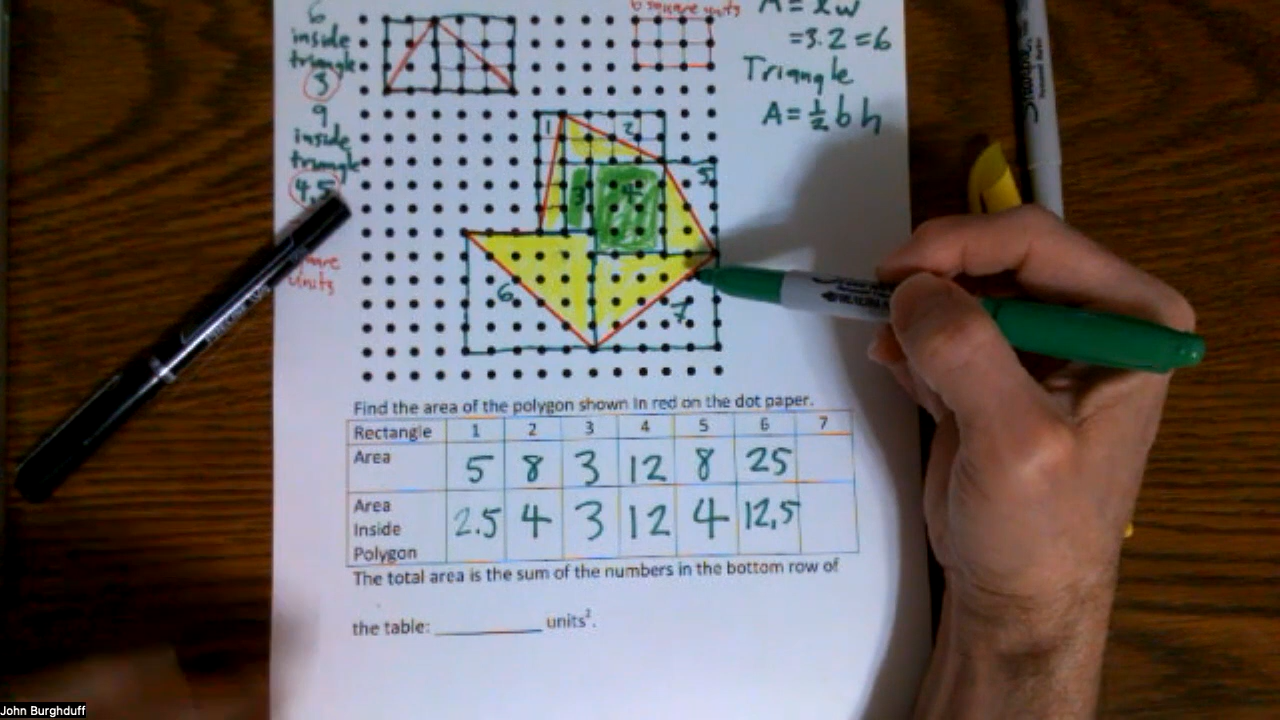 6 square units
A = lw
= 3.2 = 6
Triangle
A = ½ b h
6
inside
triangle
3
9
inside
triangle
4.5
units
1
2
3
4
5
6
7
Find the area of the polygon shown in red on the dot paper.
Rectangle 1 2 3 4 5 6 7
Area 5 8 3 12 8 25
Area Inside Polygon 2.5 4 3 12 4 12.5
The total area is the sum of the numbers in the bottom row of
the table: __________ units².
John Burghduff